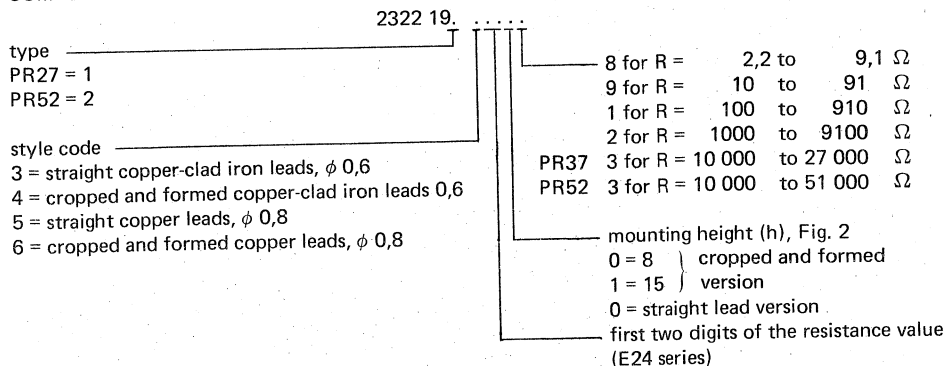 2322 19. . . . . .
type
PR27 = 1
PR52 = 2
style code
3 = straight copper-clad iron leads, ϕ 0,6
4 = cropped and formed copper-clad iron leads 0,6
5 = straight copper leads, ϕ 0,8
6 = cropped and formed copper leads, ϕ 0,8
8 for R = 2,2 to 9,1 Ω
9 for R = 10 to 91 Ω
1 for R = 100 to 910 Ω
2 for R = 1000 to 9100 Ω
PR37 3 for R = 10 000 to 27 000 Ω
PR52 3 for R = 10 000 to 51 000 Ω
mounting height (h), Fig. 2
0 = 8 } cropped and formed
1 = 15 } version
0 = straight lead version
first two digits of the resistance value
(E24 series)